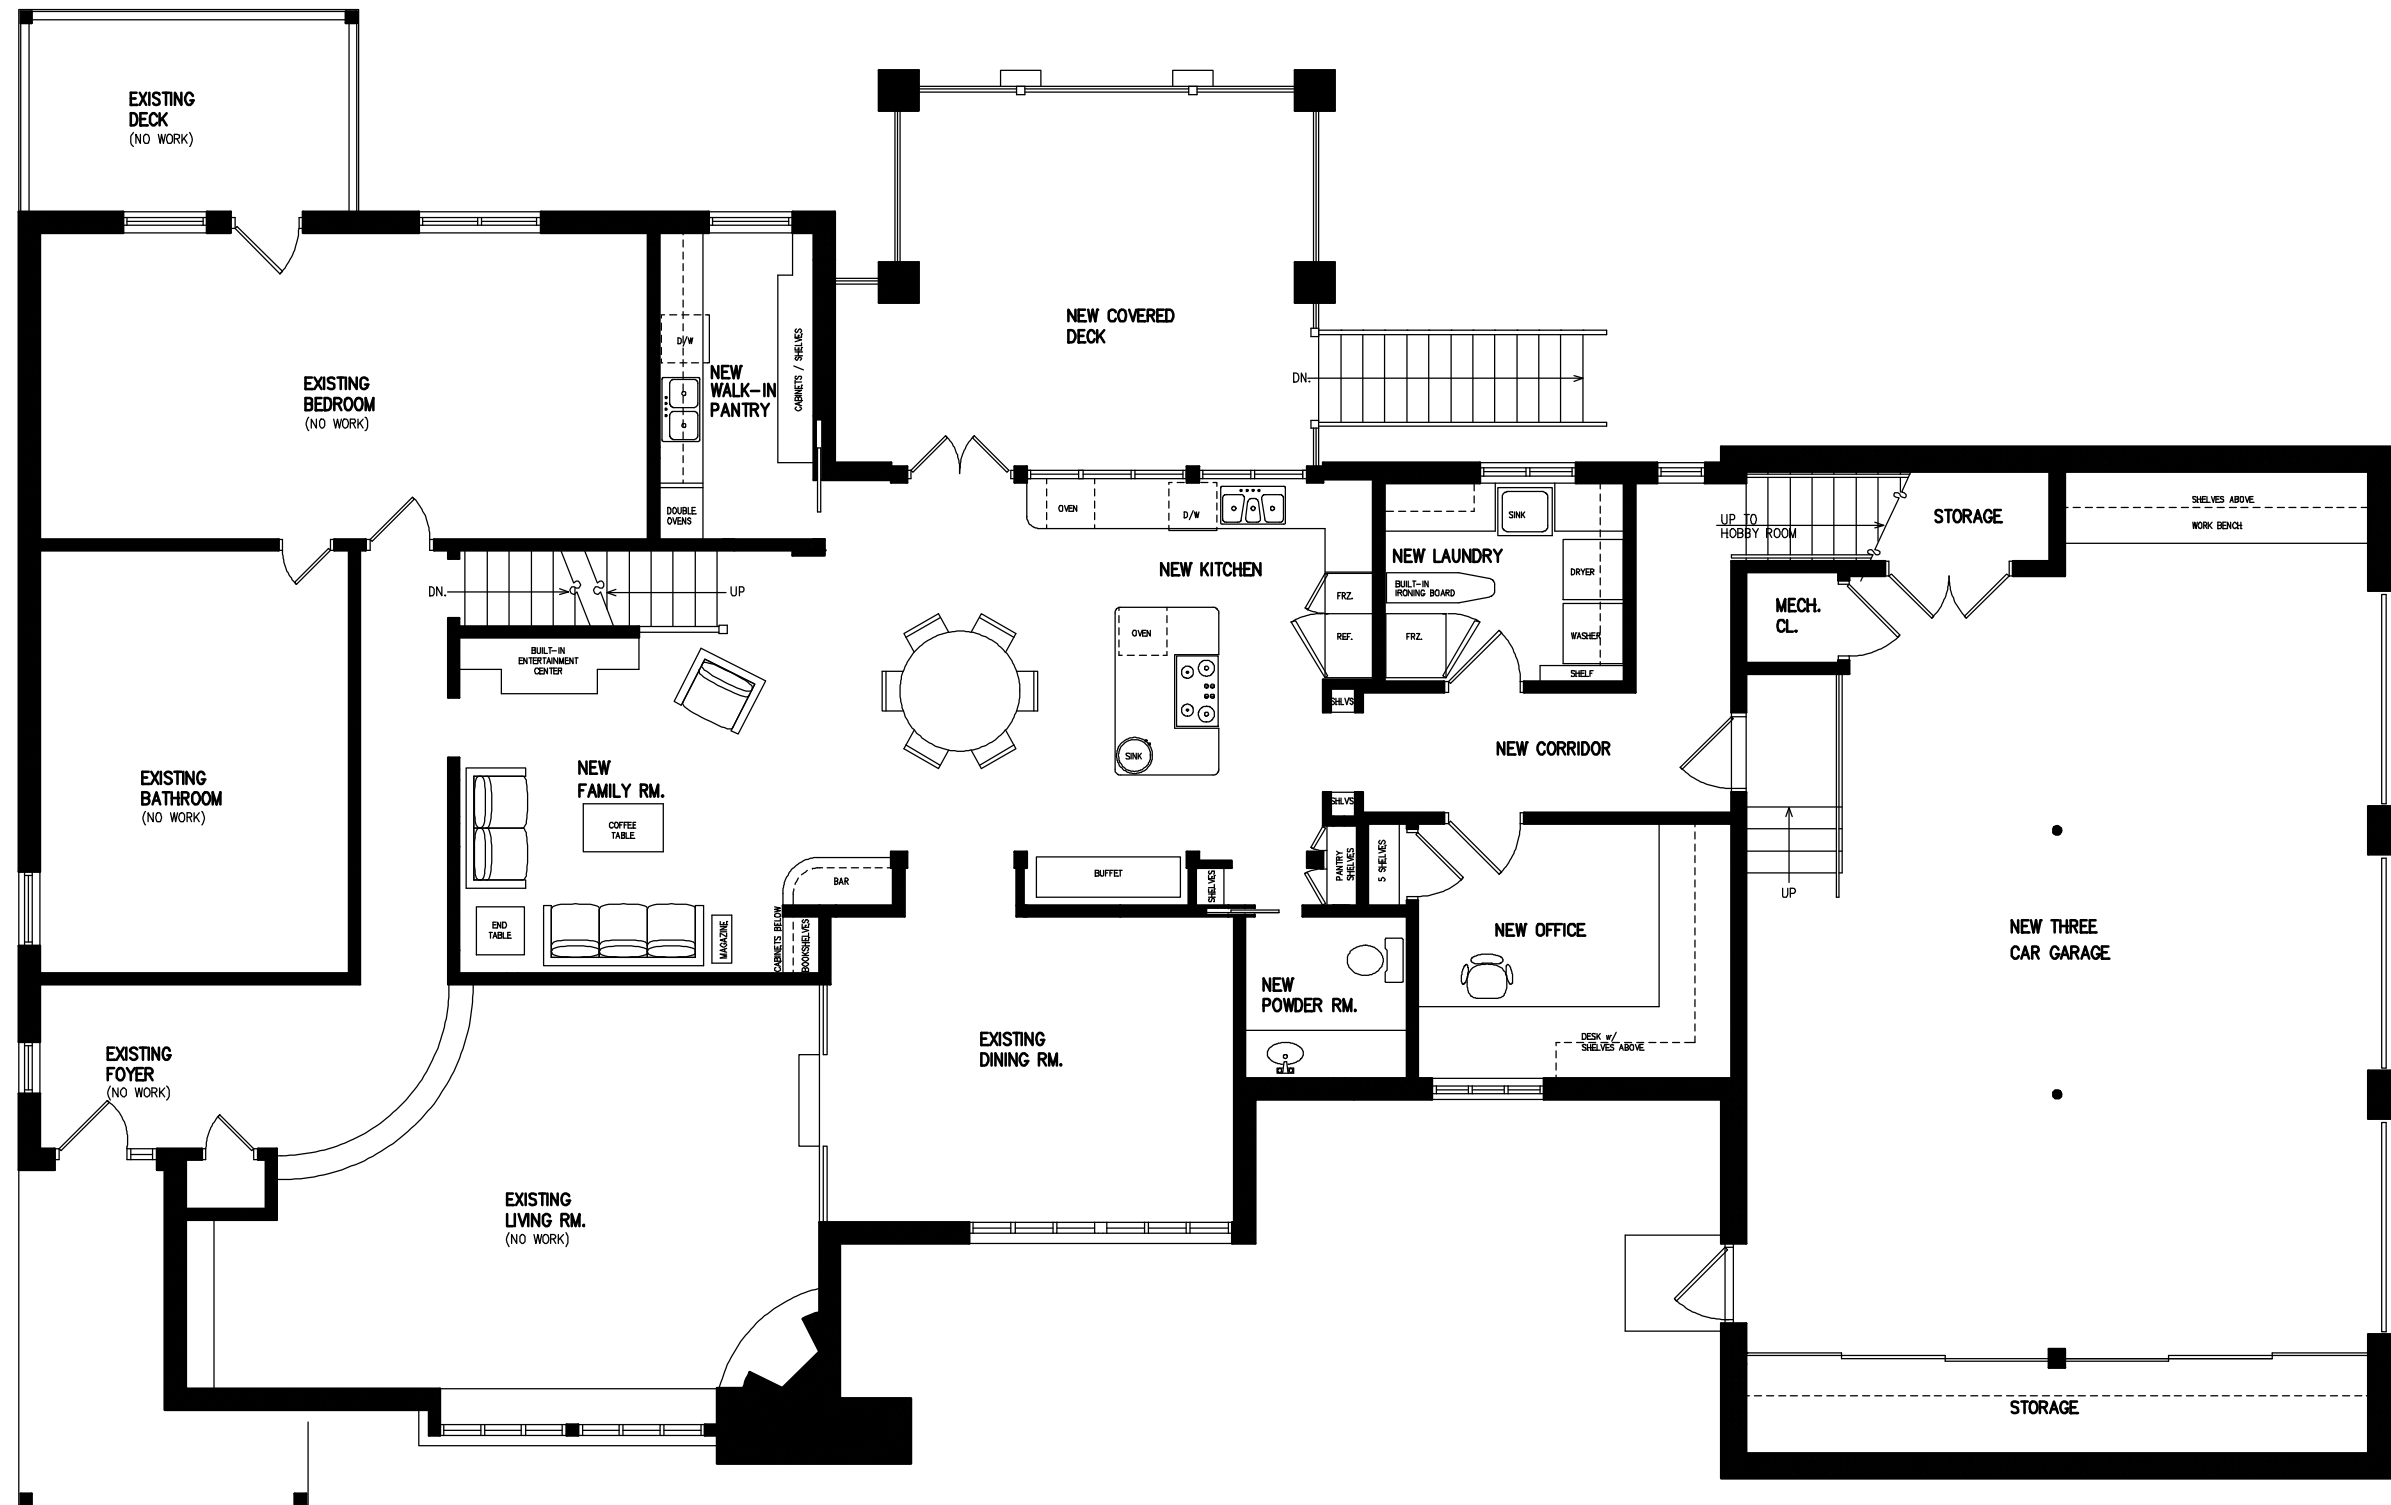 EXISTING
DECK
(NO WORK)
NEW COVERED
DECK
DN.
EXISTING
BEDROOM
(NO WORK)
D/W
NEW
WALK-IN
PANTRY
CABINETS / SHELVES
DOUBLE
OVENS
OVEN
D/W
NEW KITCHEN
SINK
NEW LAUNDRY
BUILT-IN
IRONING BOARD
DRYER
WASHER
SHELF
FRZ.
REF.
FRZ.
SHLVS
UP TO
HOBBY ROOM
STORAGE
SHELVES ABOVE
WORK BENCH
MECH.
CL.
DN.
UP
BUILT-IN
ENTERTAINMENT
CENTER
OVEN
SINK
NEW CORRIDOR
EXISTING
BATHROOM
(NO WORK)
NEW
FAMILY RM.
COFFEE
TABLE
SHLVS
PANTRY
SHELVES
5 SHELVES
UP
BAR
BUFFET
SHELVES
END
TABLE
MAGAZINE
CABINETS BELOW
BOOKSHELVES
NEW OFFICE
NEW THREE
CAR GARAGE
NEW
POWDER RM.
EXISTING
DINING RM.
DESK w/
SHELVES ABOVE
EXISTING
FOYER
(NO WORK)
EXISTING
LIVING RM.
(NO WORK)
STORAGE